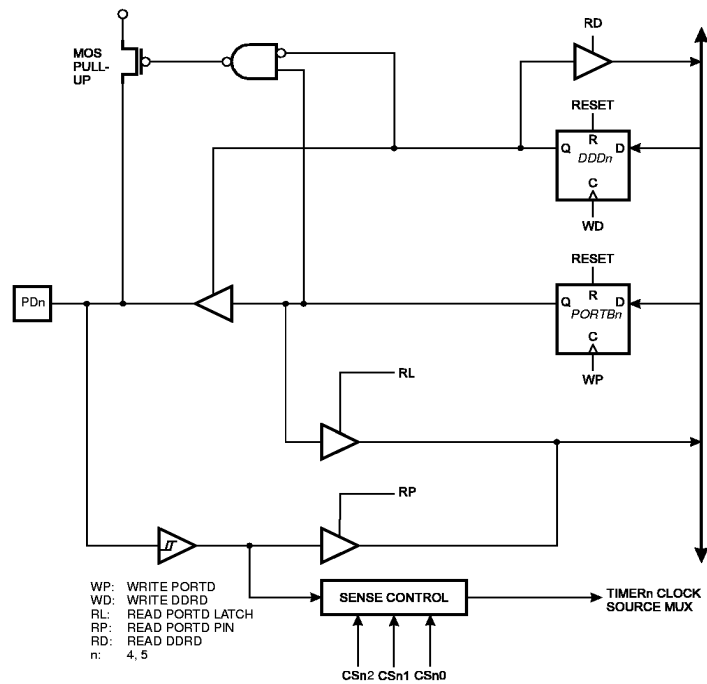 RD
MOS
PULL-
UP
RESET
R
Q
D
DDDn
C
WD
RESET
PDn
R
Q
D
PORTBn
C
WP
RL
RP
WP: WRITE PORTD
WD: WRITE DDRD
RL: READ PORTD LATCH
RP: READ PORTD PIN
RD: READ DDRD
n: 4, 5
SENSE CONTROL
TIMERn CLOCK
SOURCE MUX
CSn2 CSn1 CSn0